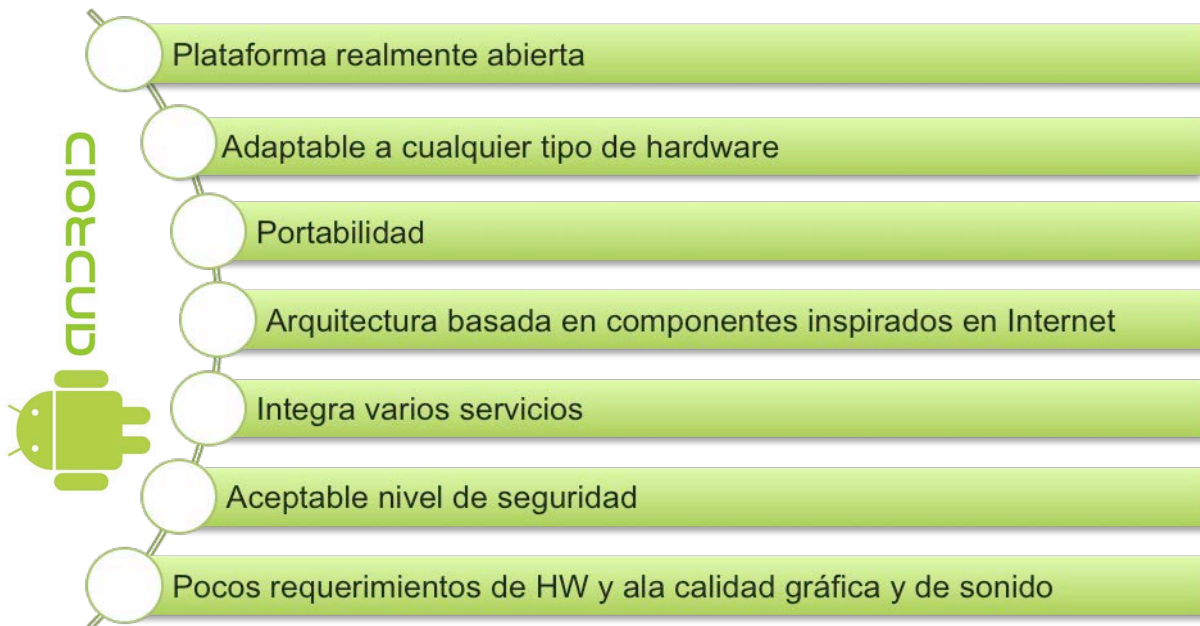 Plataforma realmente abierta
Adaptable a cualquier tipo de hardware
Portabilidad
Arquitectura basada en componentes inspirados en Internet
Integra varios servicios
Aceptable nivel de seguridad
Pocos requerimientos de HW y ala calidad gráfica y de sonido
ANDROID